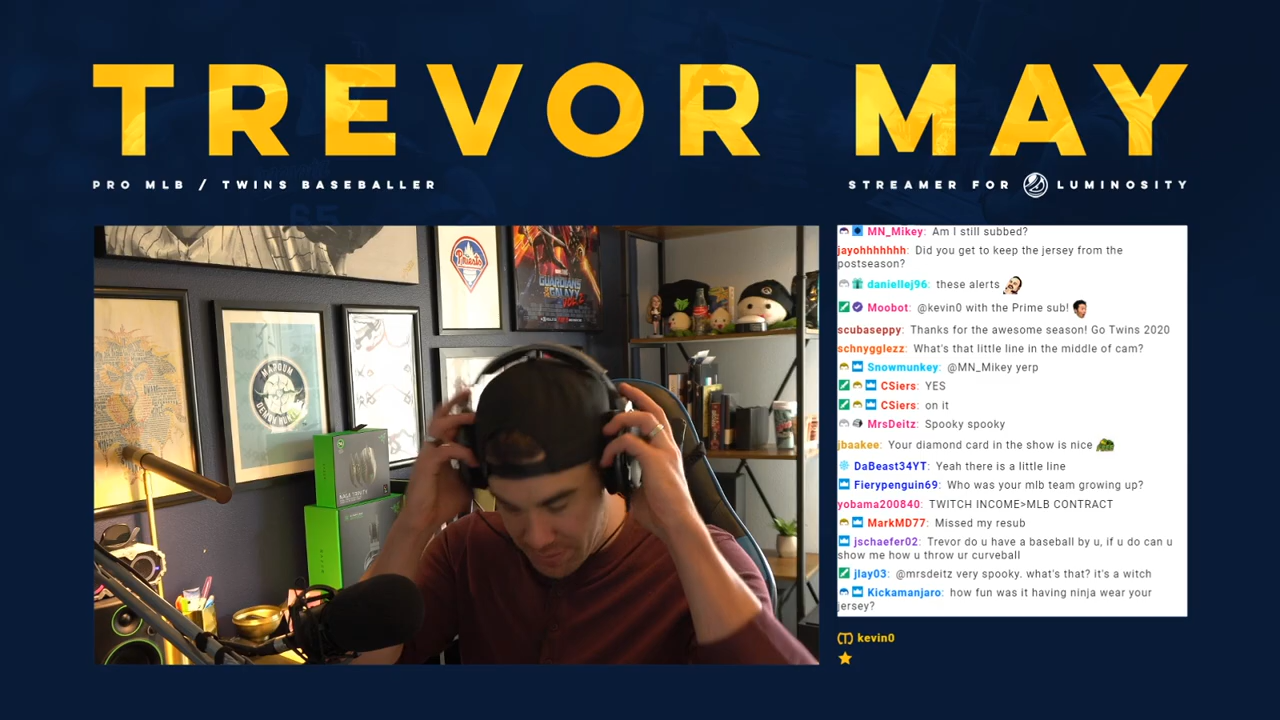 TREVOR MAY
PRO MLB / TWINS BASEBALLER
STREAMER FOR LUMINOSITY
65
GUARDIANS
GALAXY
MN_Mikey: Am I still subbed?
jayohhhhhhh: Did you get to keep the jersey from the
postseason?
daniellej96: these alerts
Moobot: @kevin0 with the Prime sub!
scubaseppy: Thanks for the awesome season! Go Twins 2020
schnygglezz: What's that little line in the middle of cam?
Snowmunkey: @MN_Mikey yerp
CSiers: YES
CSiers: on it
MrsDeitz: Spooky spooky
jbaakee: Your diamond card in the show is nice
DaBeast34YT: Yeah there is a little line
Fierypenguin69: Who was your mlb team growing up?
yobama200840: TWITCH INCOME>MLB CONTRACT
MarkMD77: Missed my resub
jschaefer02: Trevor do u have a baseball by u, if u do can u
show me how u throw ur curveball
jlay03: @mrsdeitz very spooky. what's that? it's a witch
Kickamanjaro: how fun was it having ninja wear your
jersey?
kevin0